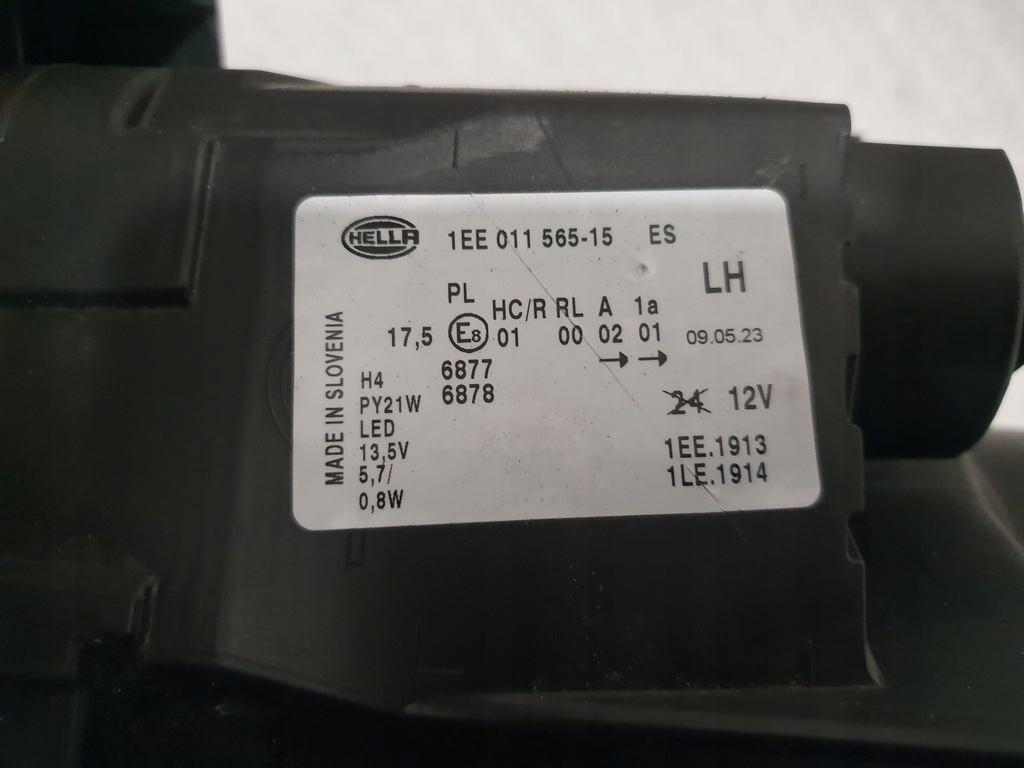 HELLA 1EE 011 565-15 ES
LH
PL HC/R RL A 1a
17,5 E8 01 00 02 01 09.05.23
→ →
6877
6878
24 12V
MADE IN SLOVENIA
H4
PY21W
LED
13,5V
5,7/
0,8W
1EE.1913
1LE.1914